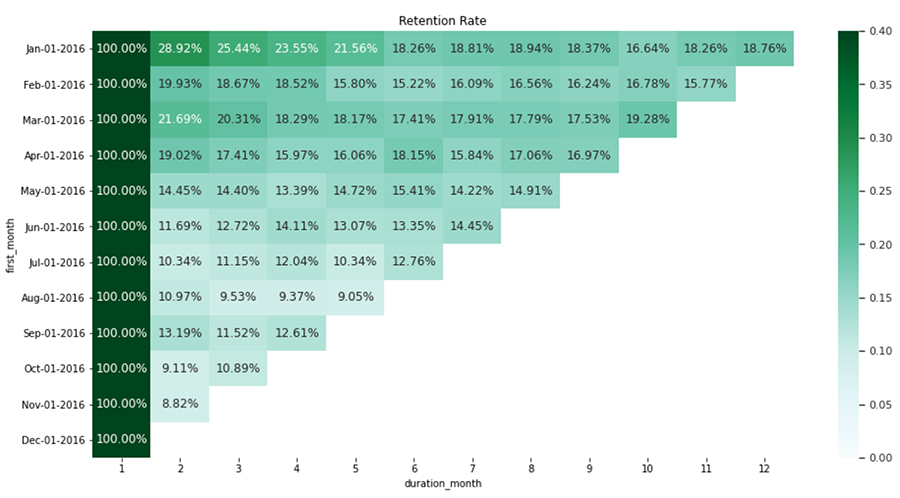 Retention Rate
Jan-01-2016 100.00% 28.92% 25.44% 23.55% 21.56% 18.26% 18.81% 18.94% 18.37% 16.64% 18.26% 18.76%
Feb-01-2016 100.00% 19.93% 18.67% 18.52% 15.80% 15.22% 16.09% 16.56% 16.24% 16.78% 15.77%
Mar-01-2016 100.00% 21.69% 20.31% 18.29% 18.17% 17.41% 17.91% 17.79% 17.53% 19.28%
Apr-01-2016 100.00% 19.02% 17.41% 15.97% 16.06% 18.15% 15.84% 17.06% 16.97%
May-01-2016 100.00% 14.45% 14.40% 13.39% 14.72% 15.41% 14.22% 14.91%
Jun-01-2016 100.00% 11.69% 12.72% 14.11% 13.07% 13.35% 14.45%
Jul-01-2016 100.00% 10.34% 11.15% 12.04% 10.34% 12.76%
Aug-01-2016 100.00% 10.97% 9.53% 9.37% 9.05%
Sep-01-2016 100.00% 13.19% 11.52% 12.61%
Oct-01-2016 100.00% 9.11% 10.89%
Nov-01-2016 100.00% 8.82%
Dec-01-2016 100.00%
1 2 3 4 5 6 7 8 9 10 11 12
duration_month
first_month
0.40
0.35
0.30
0.25
0.20
0.15
0.10
0.05
0.00